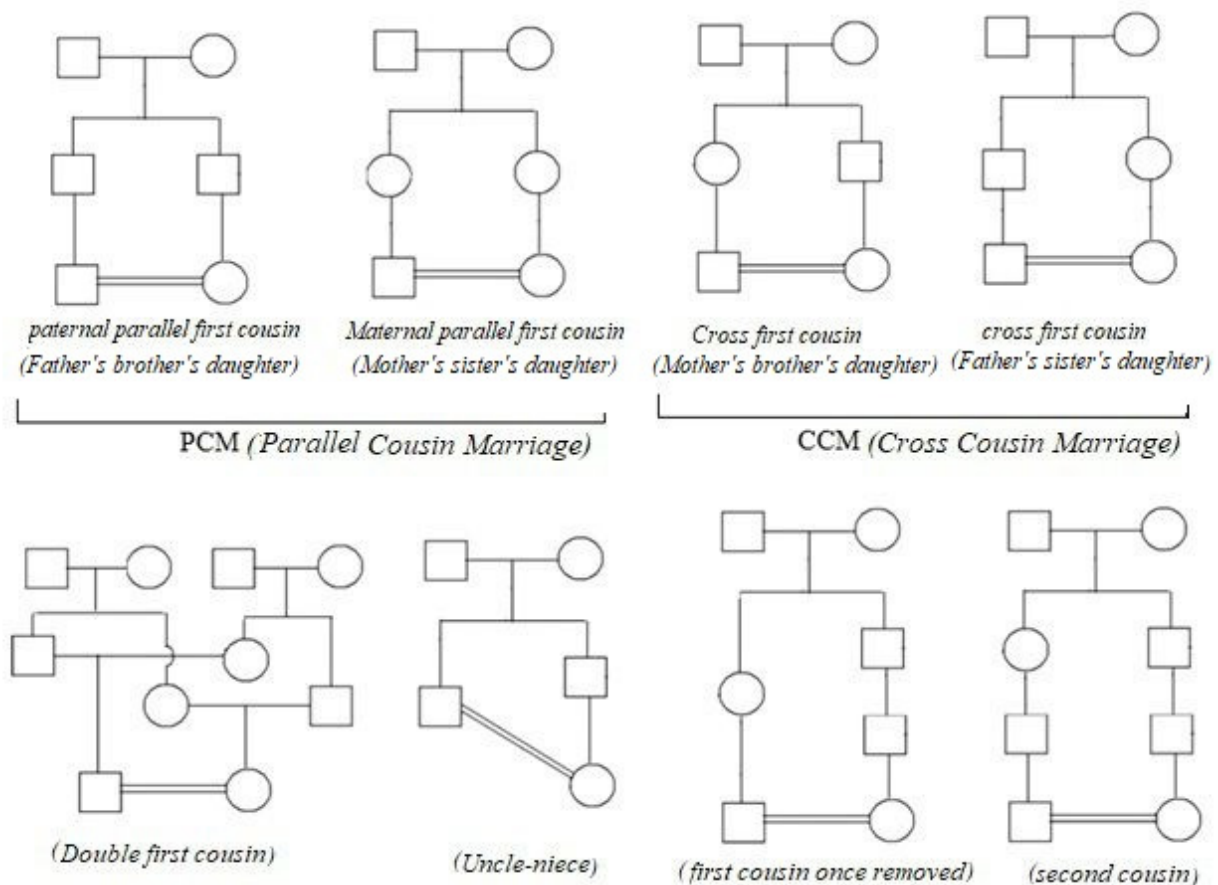 paternal parallel first cousin
(Father's brother's daughter)
Maternal parallel first cousin
(Mother's sister's daughter)
Cross first cousin
(Mother's brother's daughter)
cross first cousin
(Father's sister's daughter)
PCM (Parallel Cousin Marriage)
CCM (Cross Cousin Marriage)
(Double first cousin)
(Uncle-niece)
(first cousin once removed)
(second cousin)